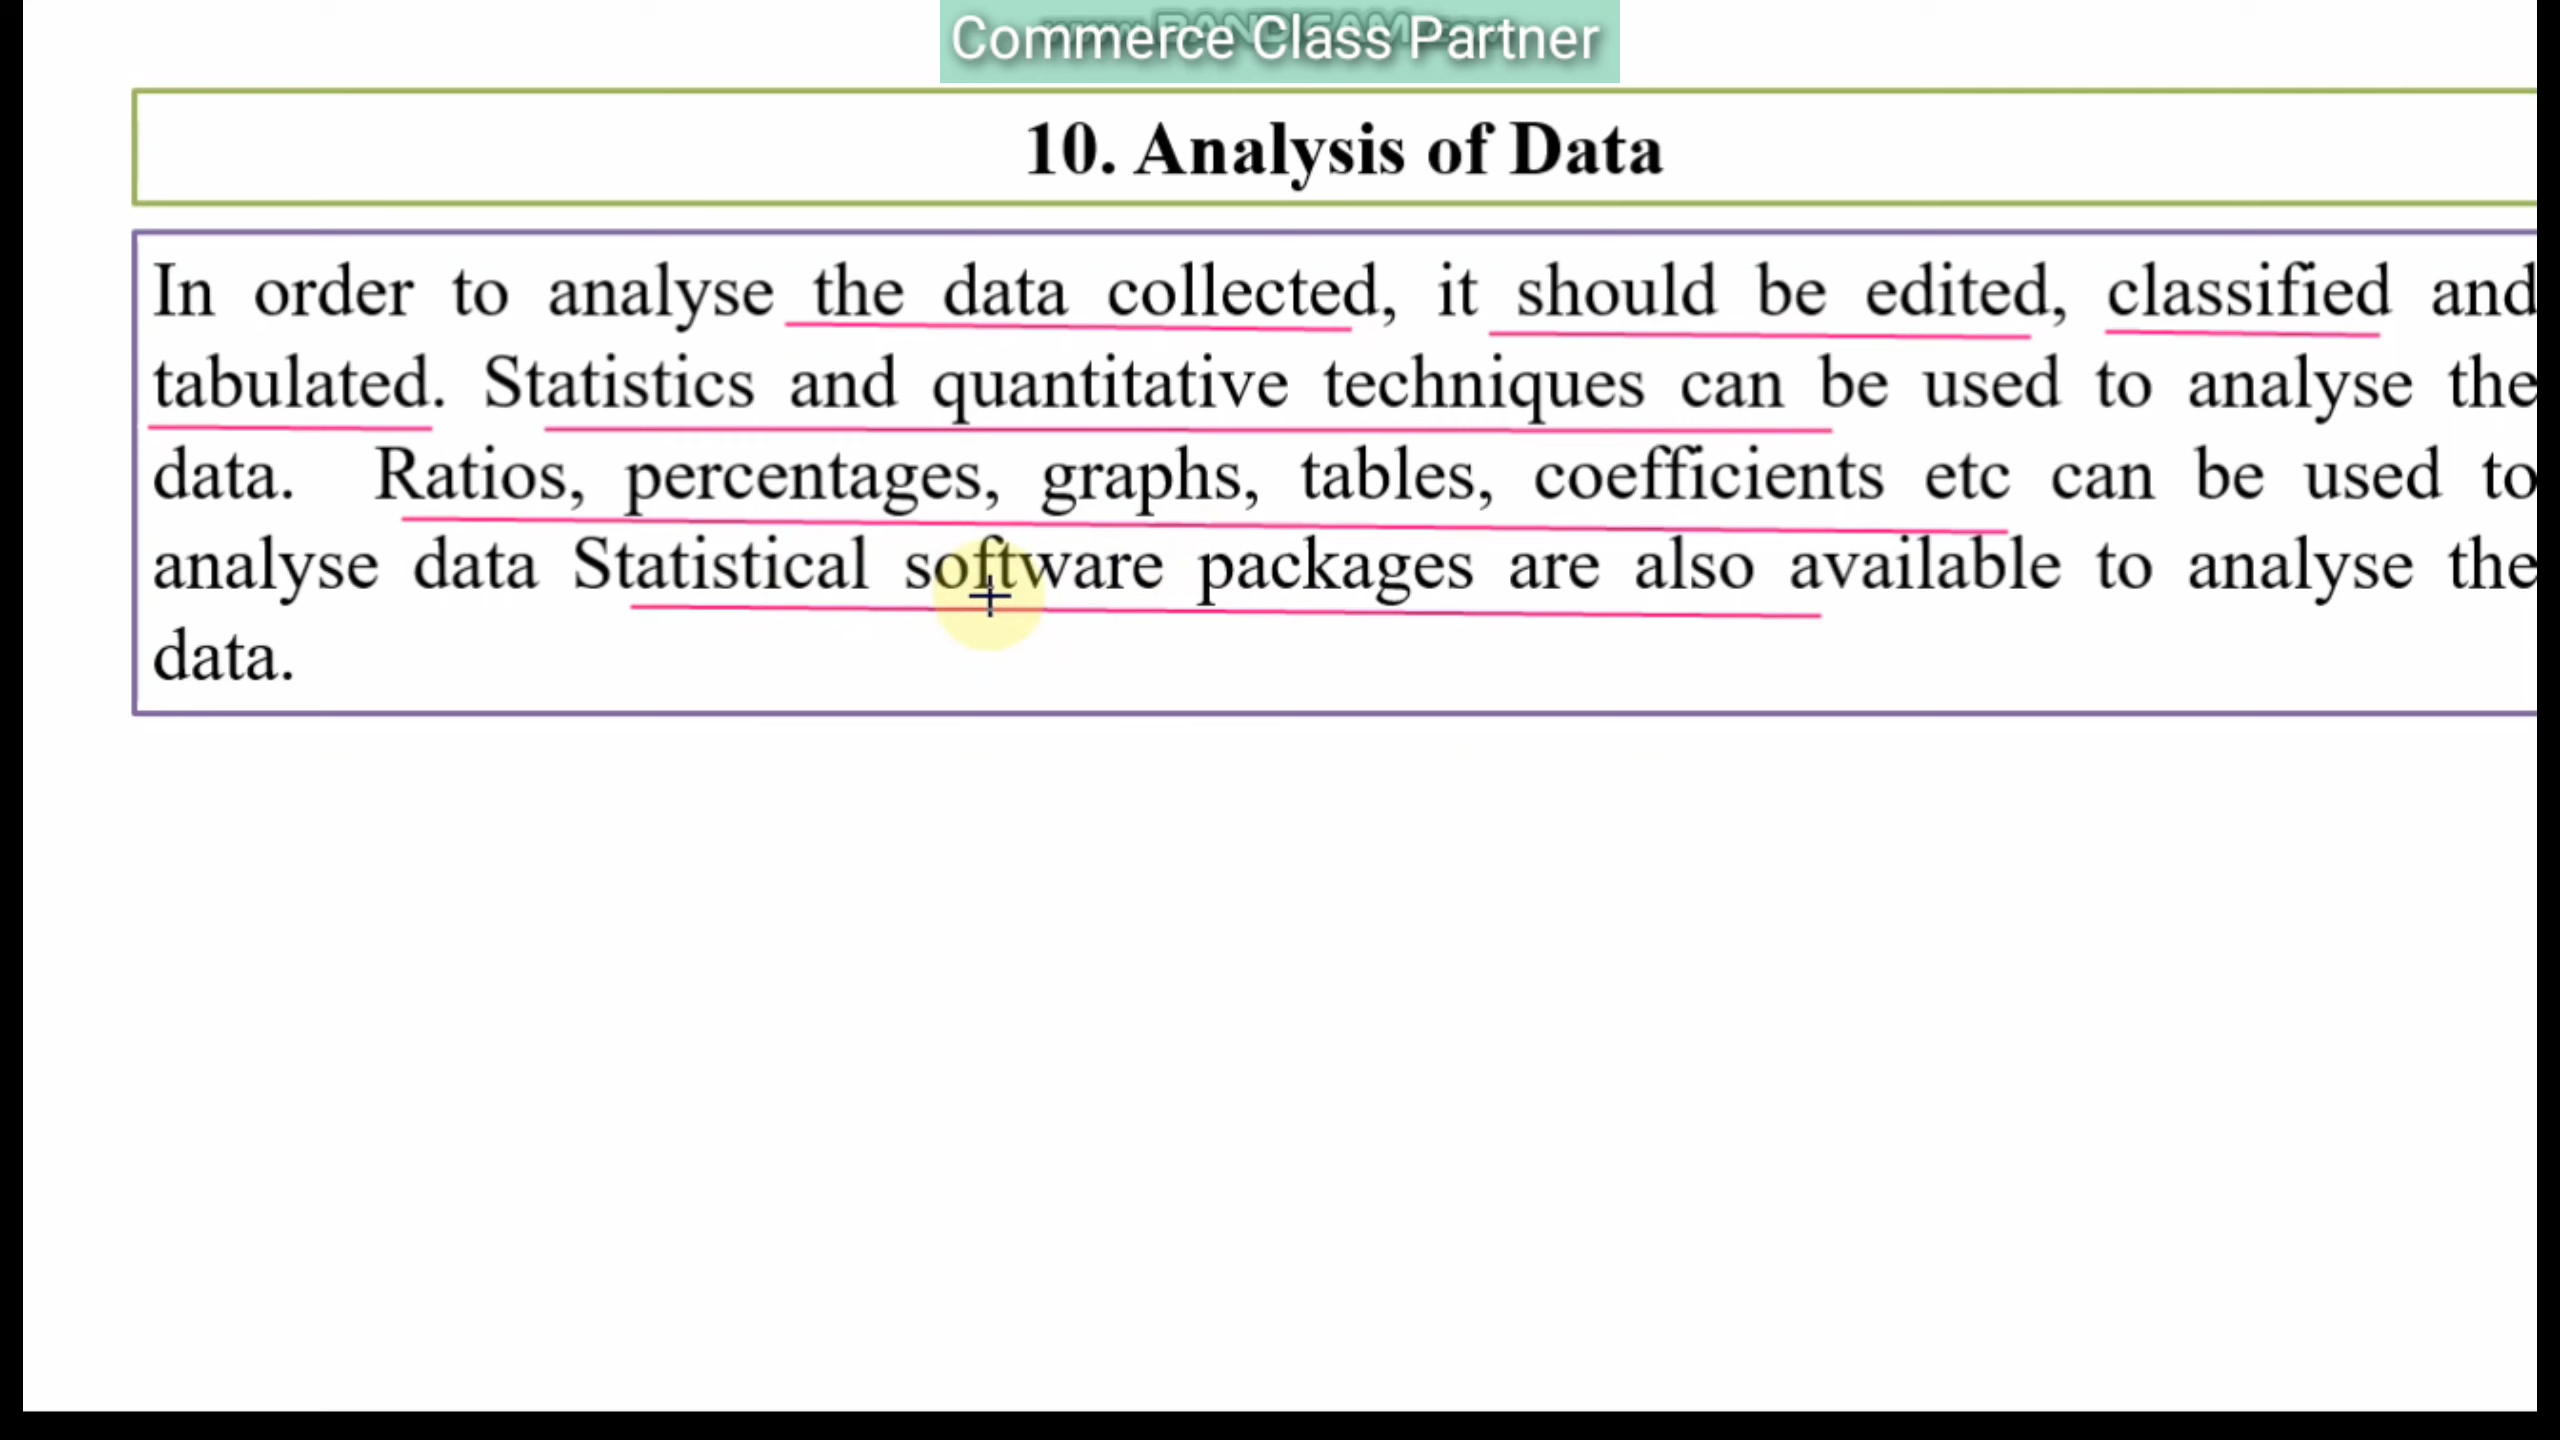 Commerce Class Partner
10. Analysis of Data
In order to analyse the data collected, it should be edited, classified and
tabulated. Statistics and quantitative techniques can be used to analyse the
data. Ratios, percentages, graphs, tables, coefficients etc can be used to
analyse data Statistical software packages are also available to analyse the
data.